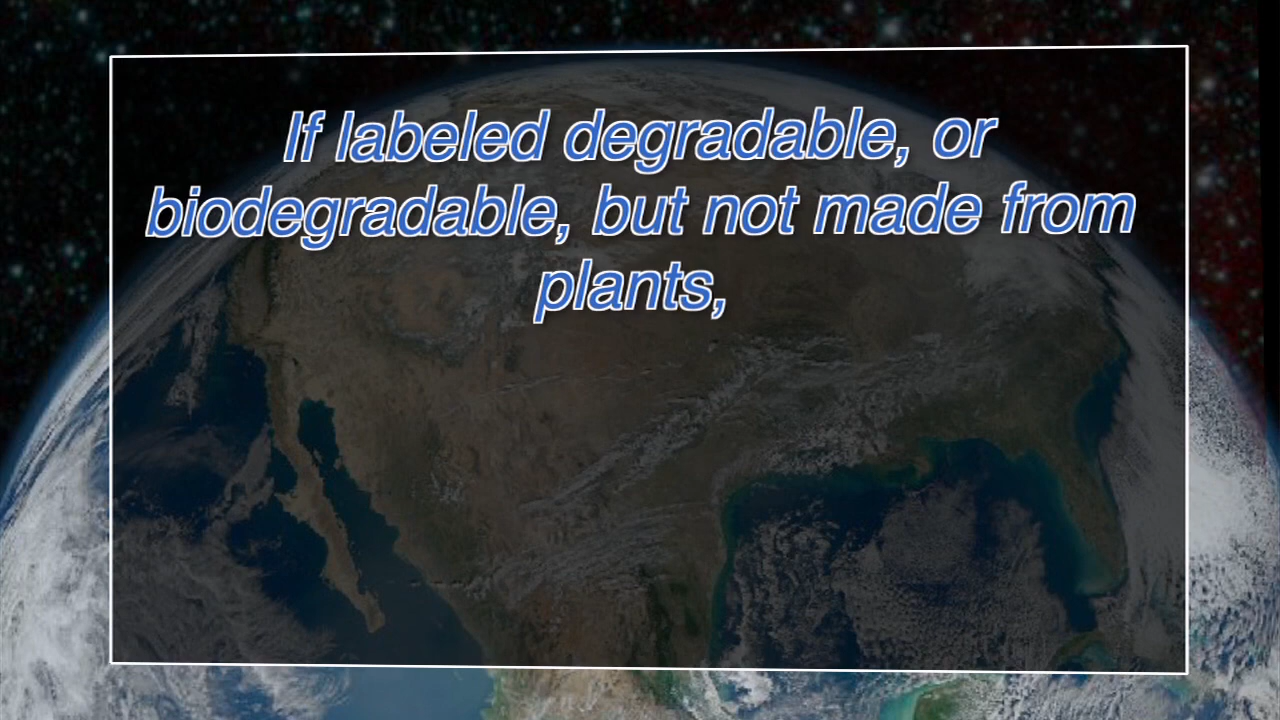 If labeled degradable, or
biodegradable, but not made from
plants,